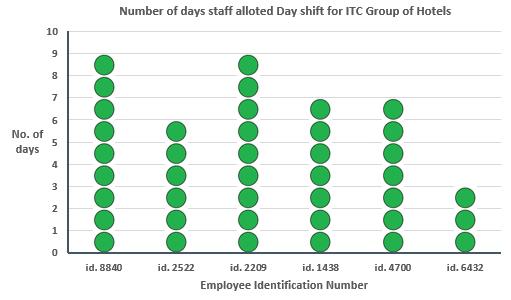 Number of days staff alloted Day shift for ITC Group of Hotels
10
9
8
7
6
5
4
3
2
1
0
No. of
days
id. 8840 id. 2522 id. 2209 id. 1438 id. 4700 id. 6432
Employee Identification Number